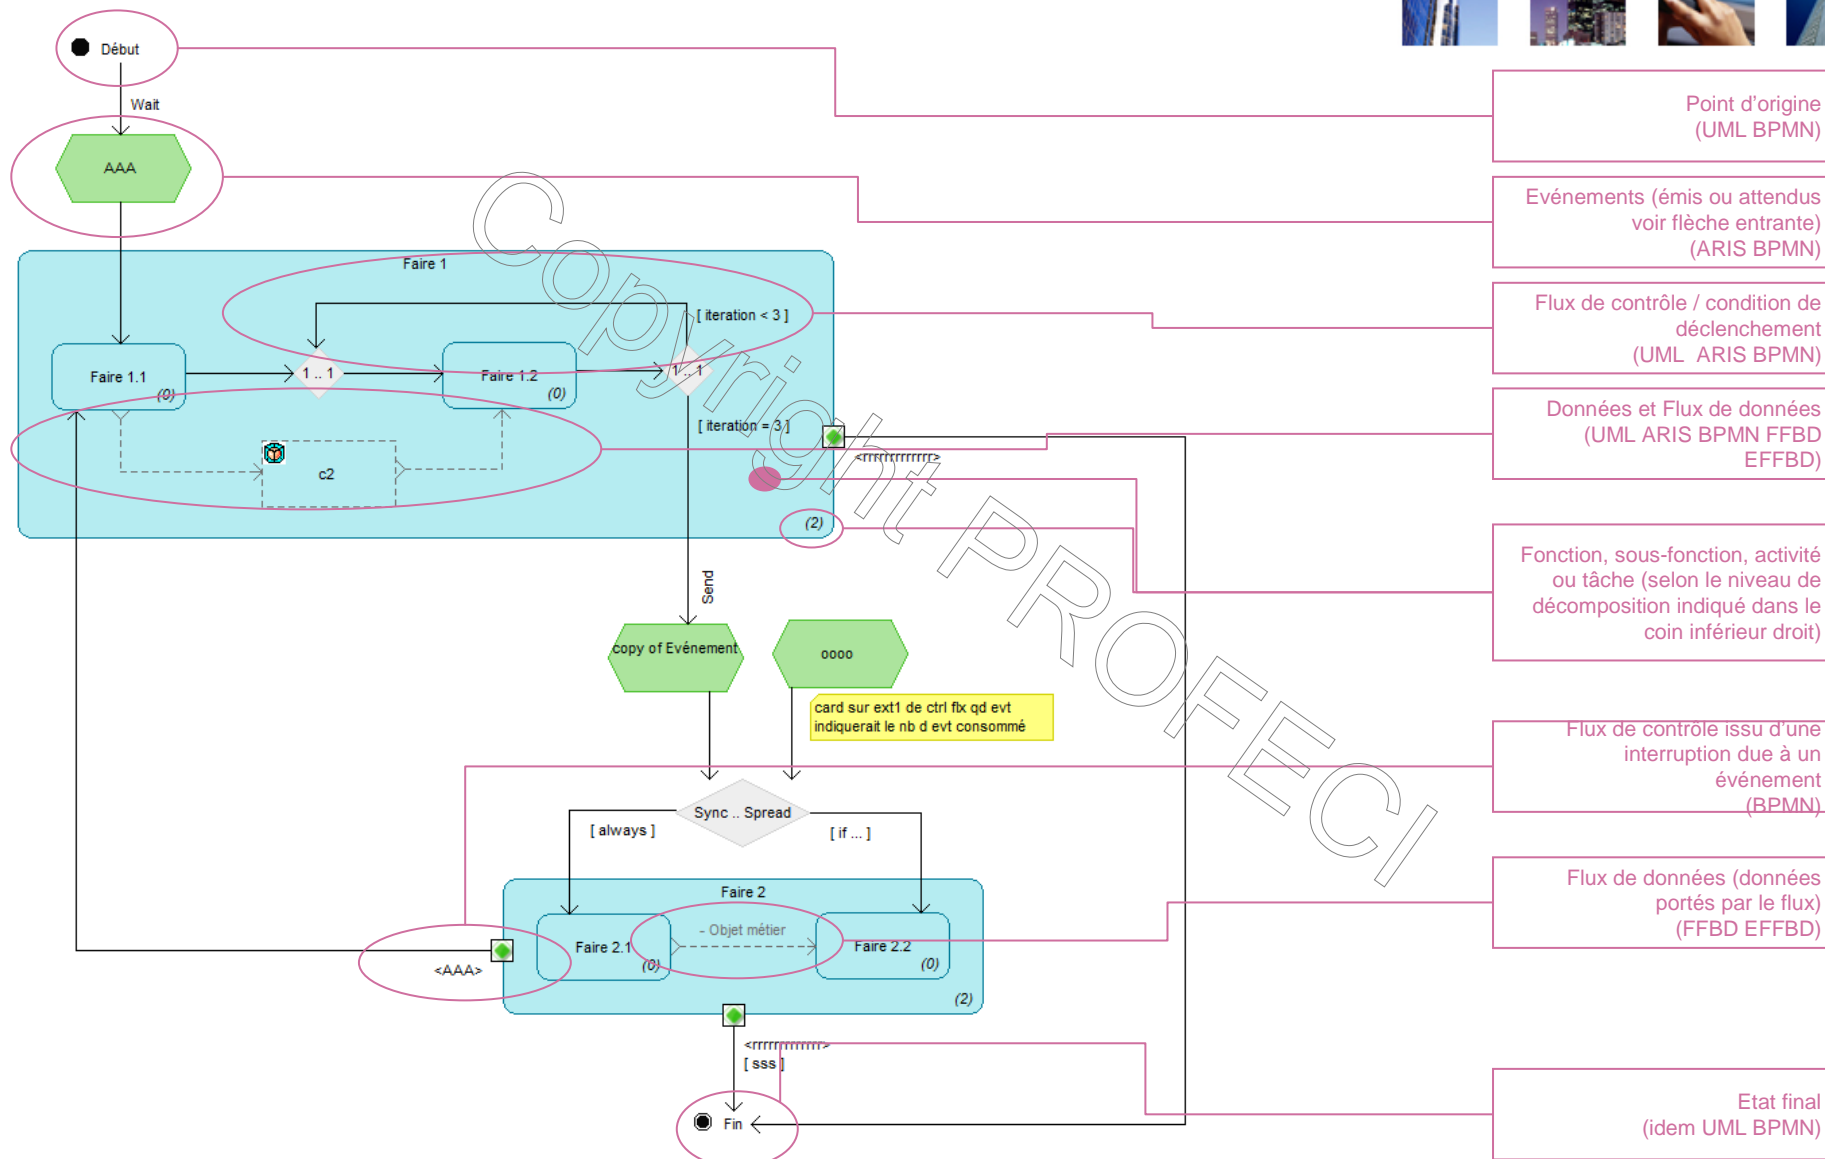 Début
Wait
AAA
Faire 1
[ iteration < 3 ]
Faire 1.1
(0)
1 .. 1
Faire 1.2
(0)
1 .. 1
[ iteration = 3 ]
c2
<rrrrrrrrrrrrr>
(2)
Send
copy of Evénement
oooo
card sur ext1 de ctrl flx qd evt
indiquerait le nb d evt consommé
Sync .. Spread
[ always ]
[ if ... ]
Faire 2
Faire 2.1
(0)
- Objet métier
Faire 2.2
(0)
<AAA>
(2)
<rrrrrrrrrrrrr>
[ sss ]
Fin
Copyright PROFECI
Point d'origine
(UML BPMN)
Evénements (émis ou attendus
voir flèche entrante)
(ARIS BPMN)
Flux de contrôle / condition de
déclenchement
(UML ARIS BPMN)
Données et Flux de données
(UML ARIS BPMN FFBD
EFFBD)
Fonction, sous-fonction, activité
ou tâche (selon le niveau de
décomposition indiqué dans le
coin inférieur droit)
Flux de contrôle issu d'une
interruption due à un
événement
(BPMN)
Flux de données (données
portés par le flux)
(FFBD EFFBD)
Etat final
(idem UML BPMN)